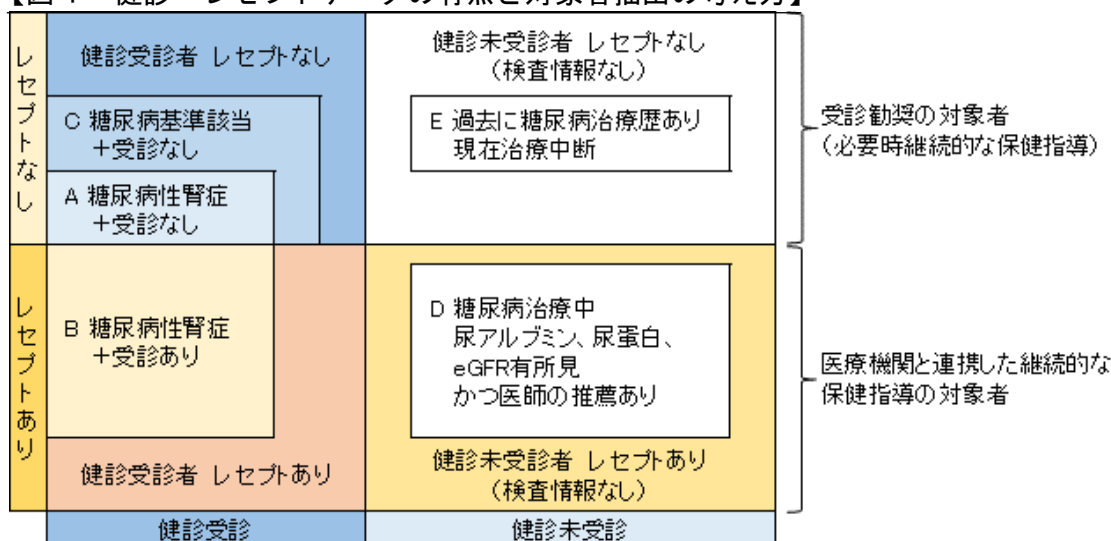 レセプトなし
健診受診者 レセプトなし
健診未受診者 レセプトなし
（検査情報なし）
C 糖尿病基準該当
＋受診なし
E 過去に糖尿病治療歴あり
現在治療中断
A 糖尿病性腎症
＋受診なし
受診勧奨の対象者
（必要時継続的な保健指導）
レセプトあり
B 糖尿病性腎症
＋受診あり
D 糖尿病治療中
尿アルブミン、尿蛋白、
eGFR有所見
かつ医師の推薦あり
医療機関と連携した継続的な
保健指導の対象者
健診受診者 レセプトあり
健診未受診者 レセプトあり
（検査情報なし）
健診受診
健診未受診